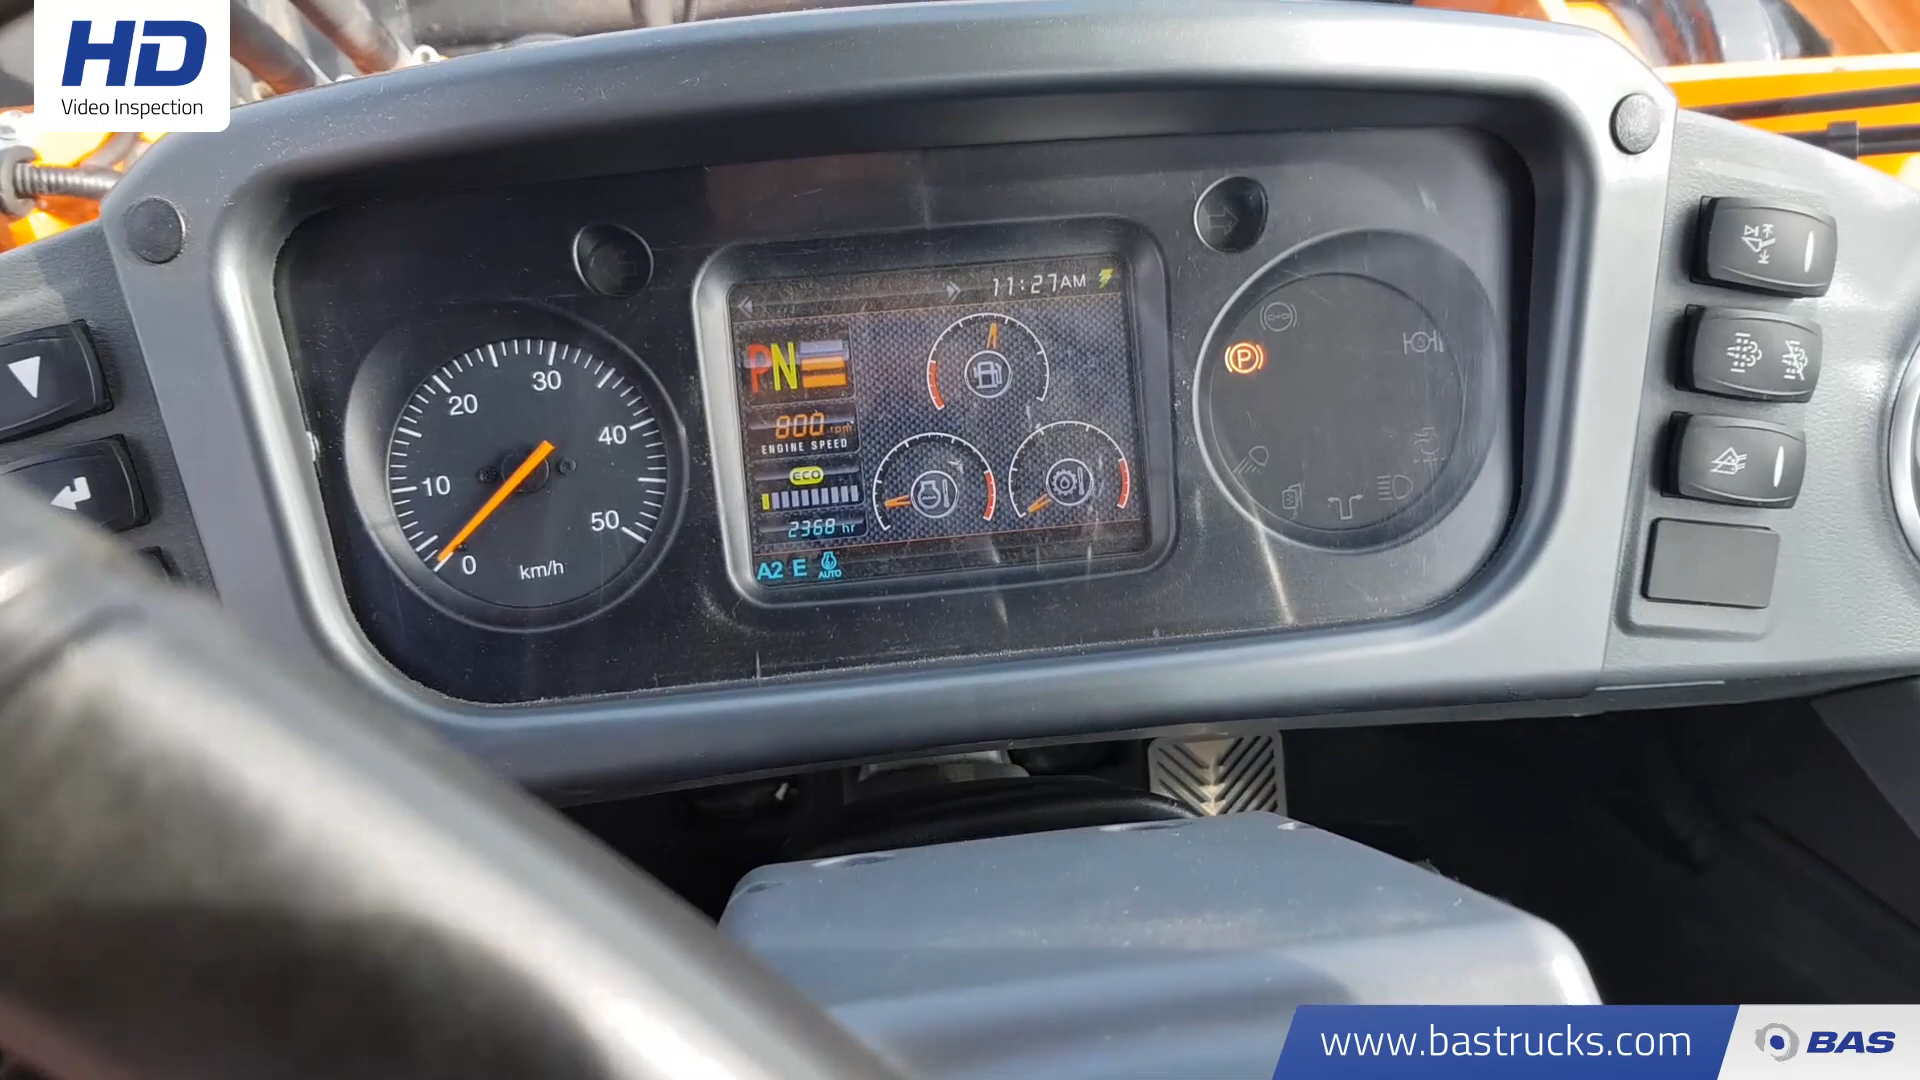 HD
Video Inspection
11:27AM
PN
800 rpm
ENGINE SPEED
eco
2368 hr
A2 E AUTO
0
10
20
30
40
50
km/h
P
www.bastrucks.com
BAS